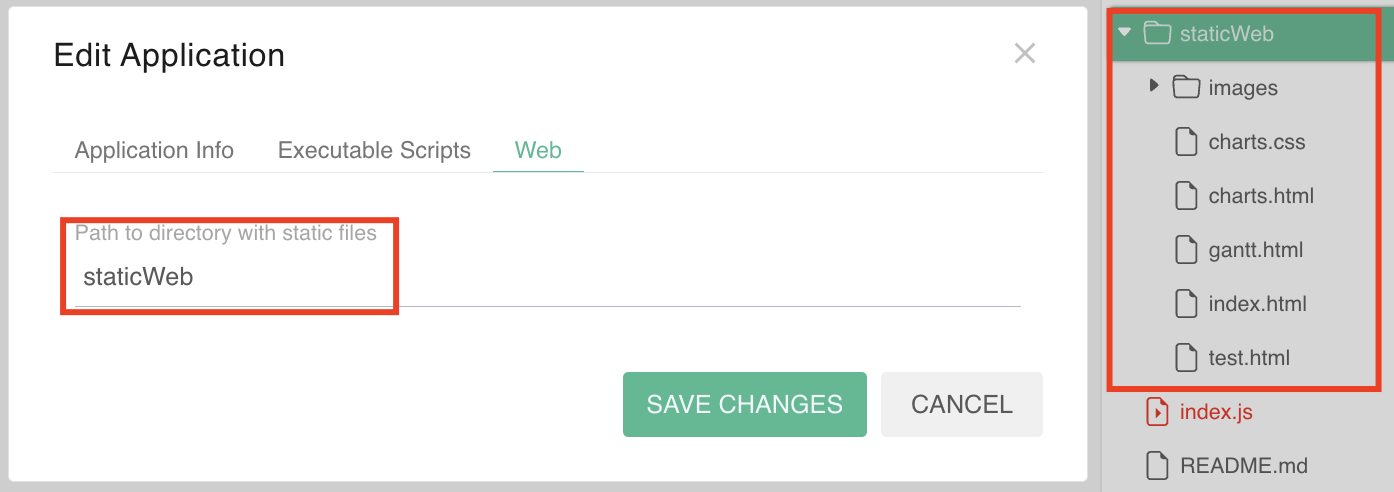 Edit Application
Application Info
Executable Scripts
Web
Path to directory with static files
staticWeb
SAVE CHANGES
CANCEL
staticWeb
images
charts.css
charts.html
gantt.html
index.html
test.html
index.js
README.md